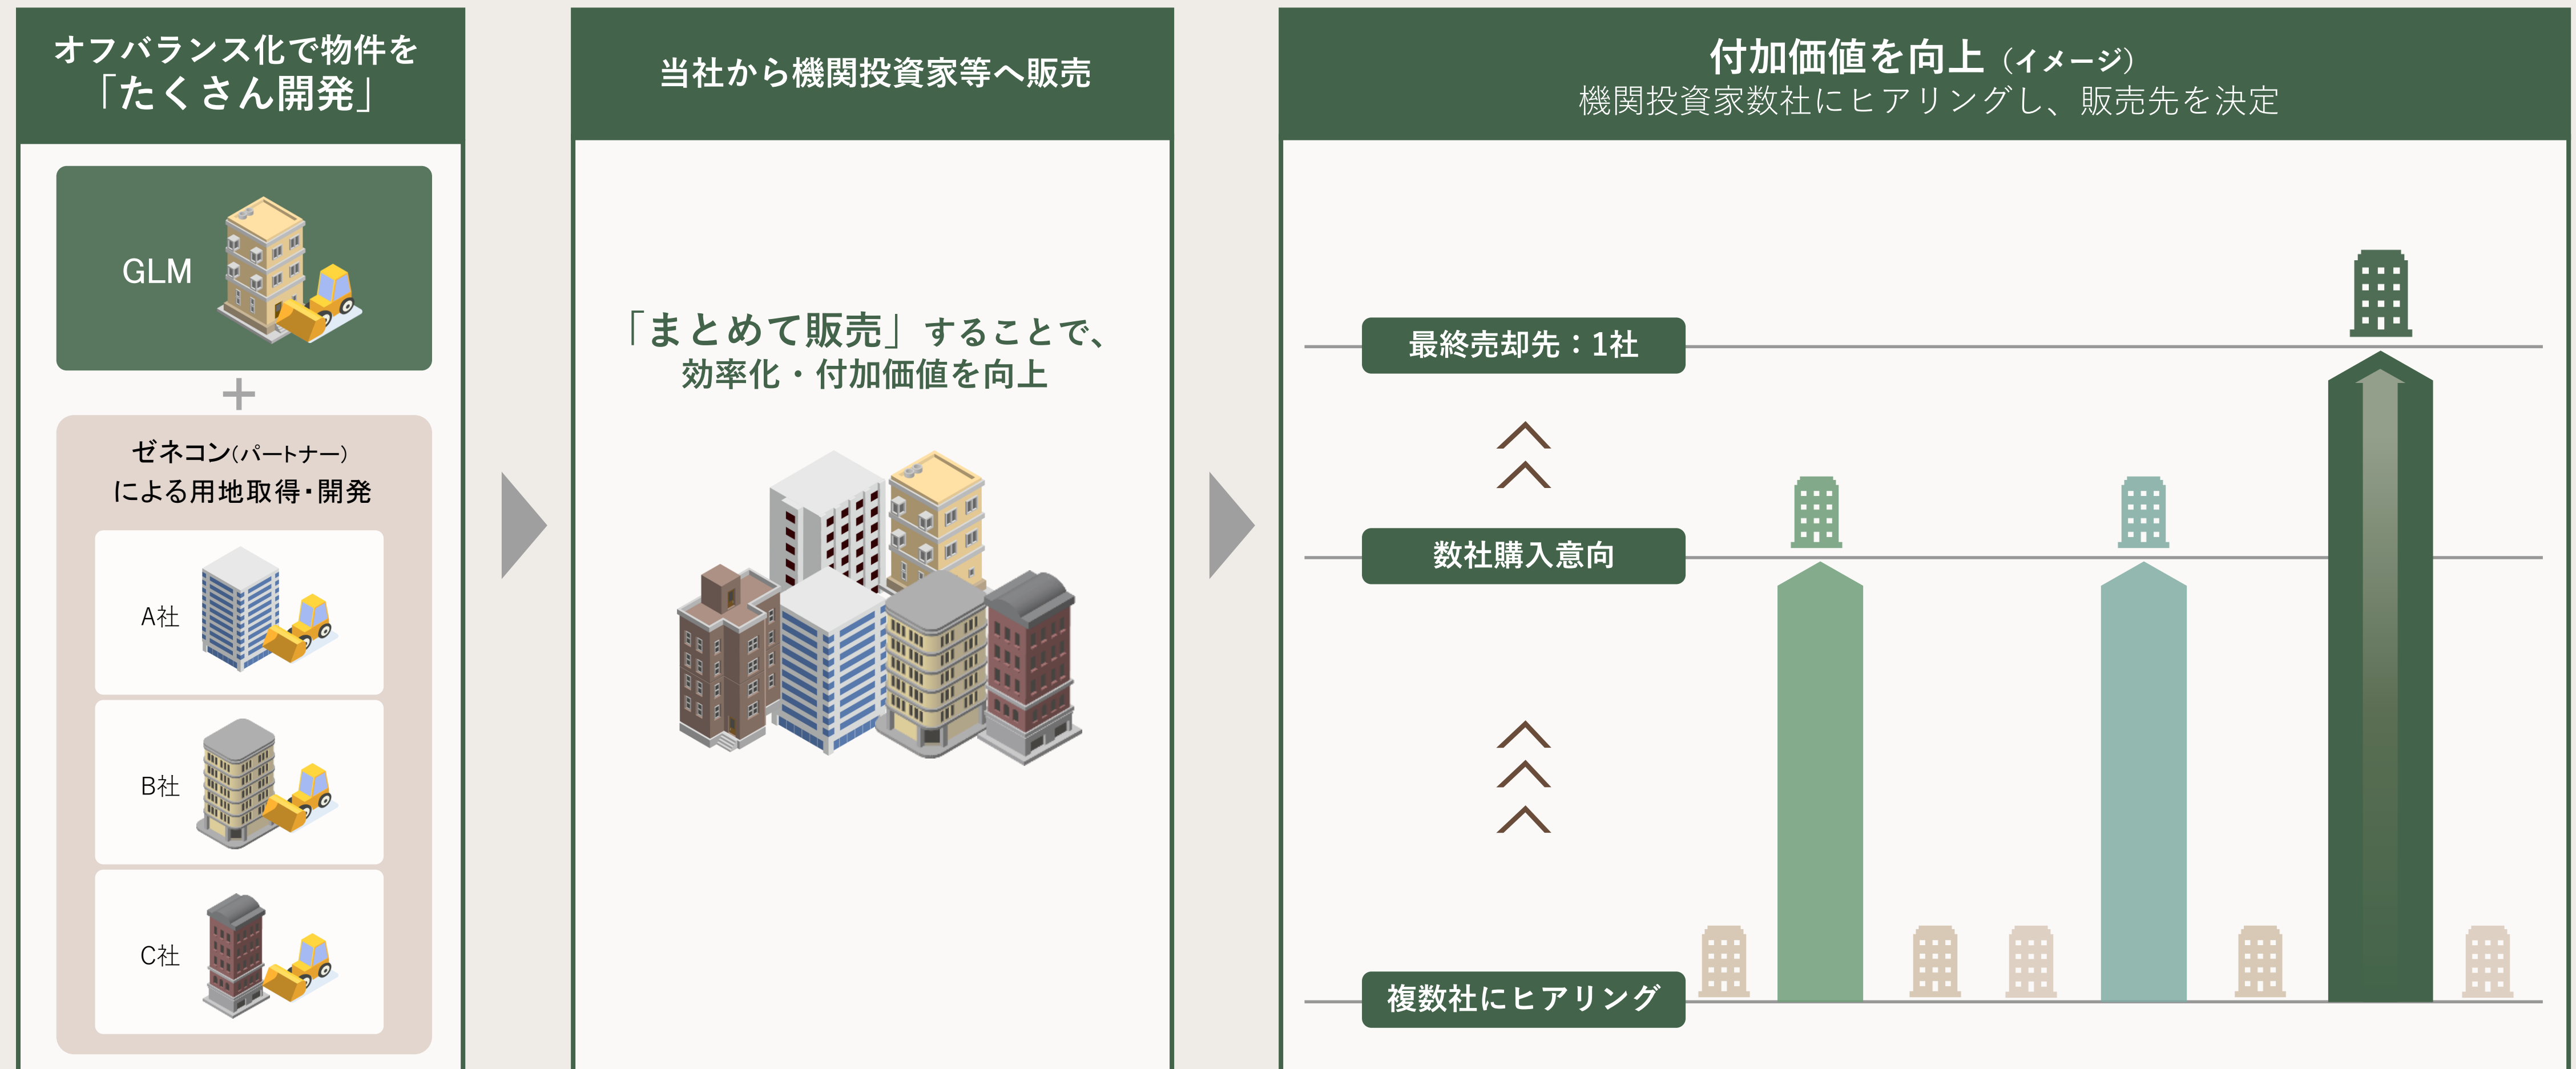 オフバランス化で物件を
「たくさん開発」
GLM
+
ゼネコン(パートナー)
による用地取得・開発
A社
B社
C社
当社から機関投資家等へ販売
「まとめて販売」することで、
効率化・付加価値を向上
付加価値を向上（イメージ）
機関投資家数社にヒアリングし、販売先を決定
最終売却先：1社
数社購入意向
複数社にヒアリング